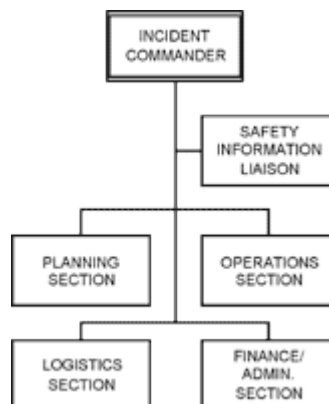 INCIDENT
COMMANDER
SAFETY
INFORMATION
LIAISON
PLANNING
SECTION
OPERATIONS
SECTION
LOGISTICS
SECTION
FINANCE/
ADMIN.
SECTION